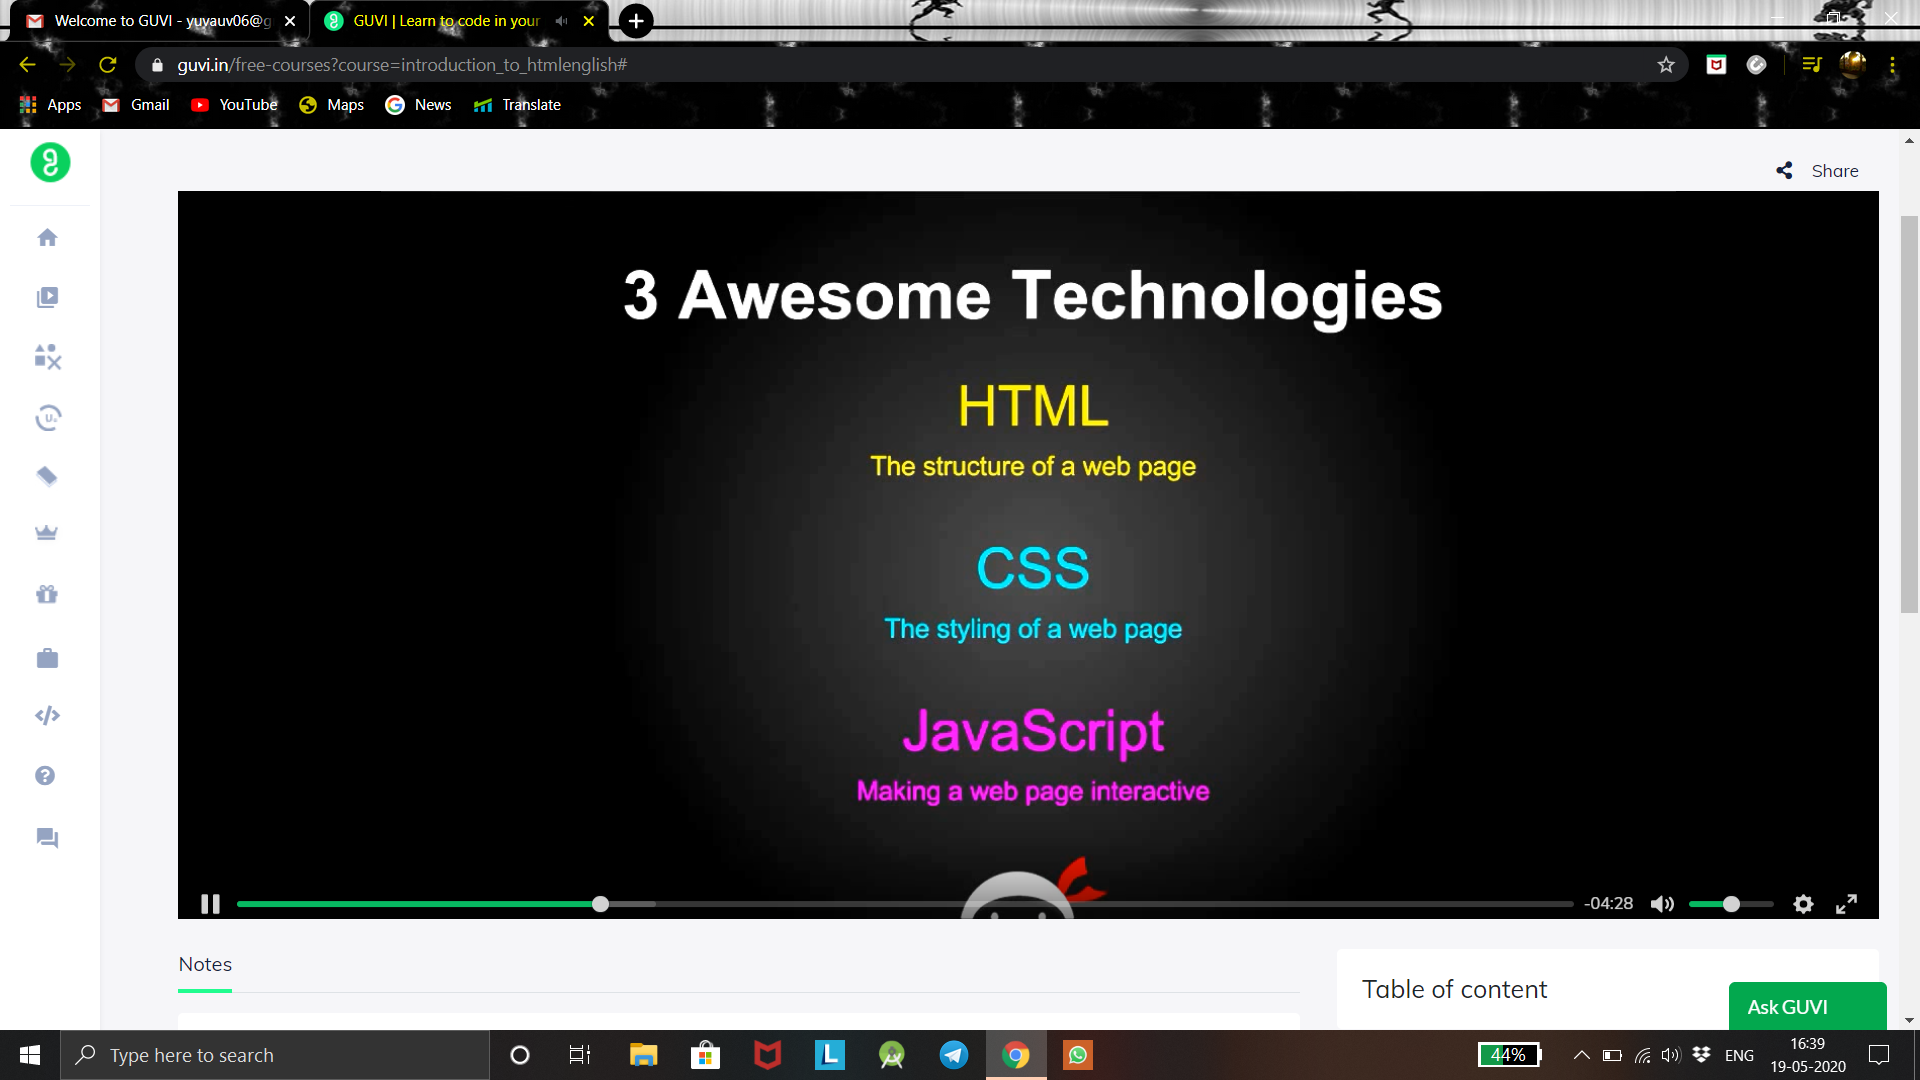 Welcome to GUVI - yuvauv06@g
GUVI | Learn to code in your
guvi.in/free-courses?course=introduction_to_htmlenglish#
Apps Gmail YouTube Maps News Translate
Share
3 Awesome Technologies
HTML
The structure of a web page
CSS
The styling of a web page
JavaScript
Making a web page interactive
-04:28
Notes
Table of content
Ask GUVI
Type here to search
44%
ENG
16:39
19-05-2020